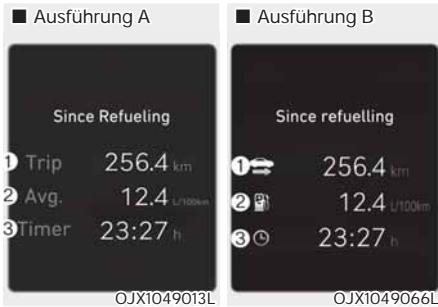 ■ Ausführung A
Since Refueling
1 Trip 256.4 km
2 Avg. 12.4 L/100km
3 Timer 23:27 h
OJX1049013L
■ Ausführung B
Since refuelling
1 256.4 km
2 12.4 L/100km
3 23:27 h
OJX1049066L